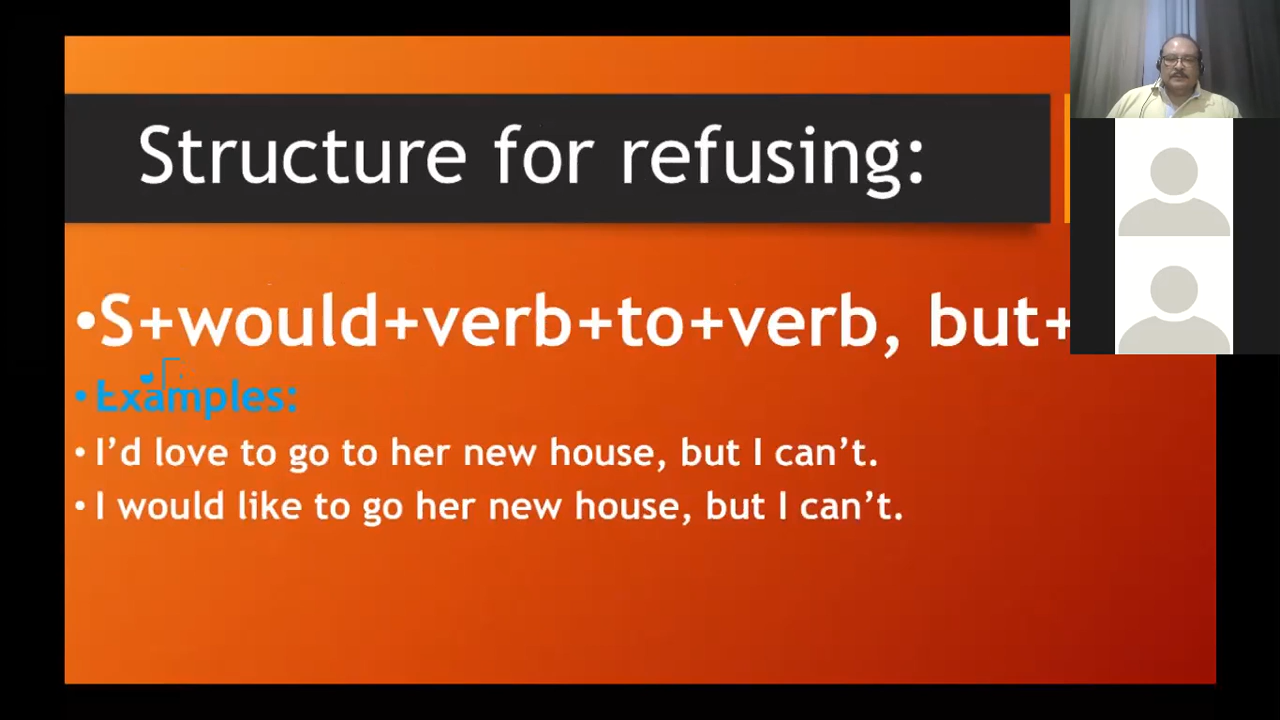 Structure for refusing:
•S+would+verb+to+verb, but+
• Examples:
• I’d love to go to her new house, but I can’t.
• I would like to go her new house, but I can’t.